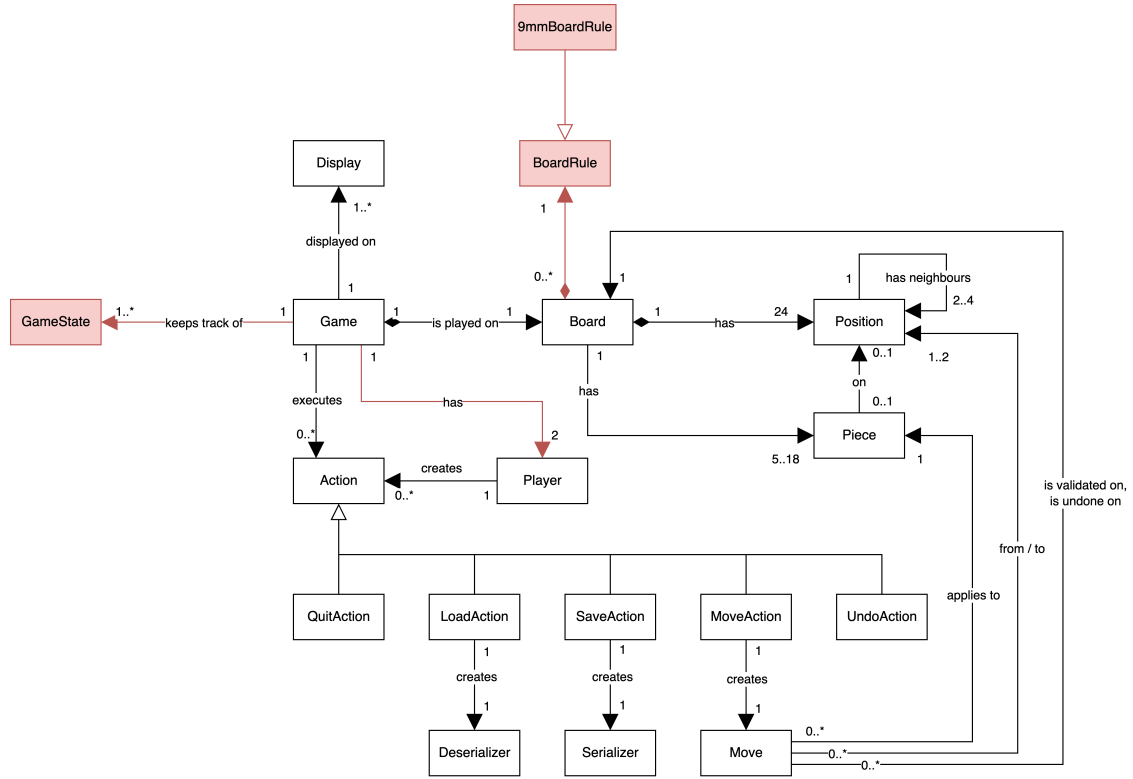 9mmBoardRule
BoardRule
1
0..*
Display
1..*
displayed on
1
GameState
1..*
keeps track of
1
Game
1
is played on
1
Board
1
1
has
24
Position
1
has neighbours
2..4
0..1
1..2
on
0..1
Piece
5..18
1
1
has
1
executes
0..*
1
has
2
Action
creates
0..*
1
Player
is validated on,
is undone on
from / to
applies to
QuitAction
LoadAction
SaveAction
MoveAction
UndoAction
1
creates
1
1
creates
1
1
creates
1
Deserializer
Serializer
Move
0..*
0..*
0..*